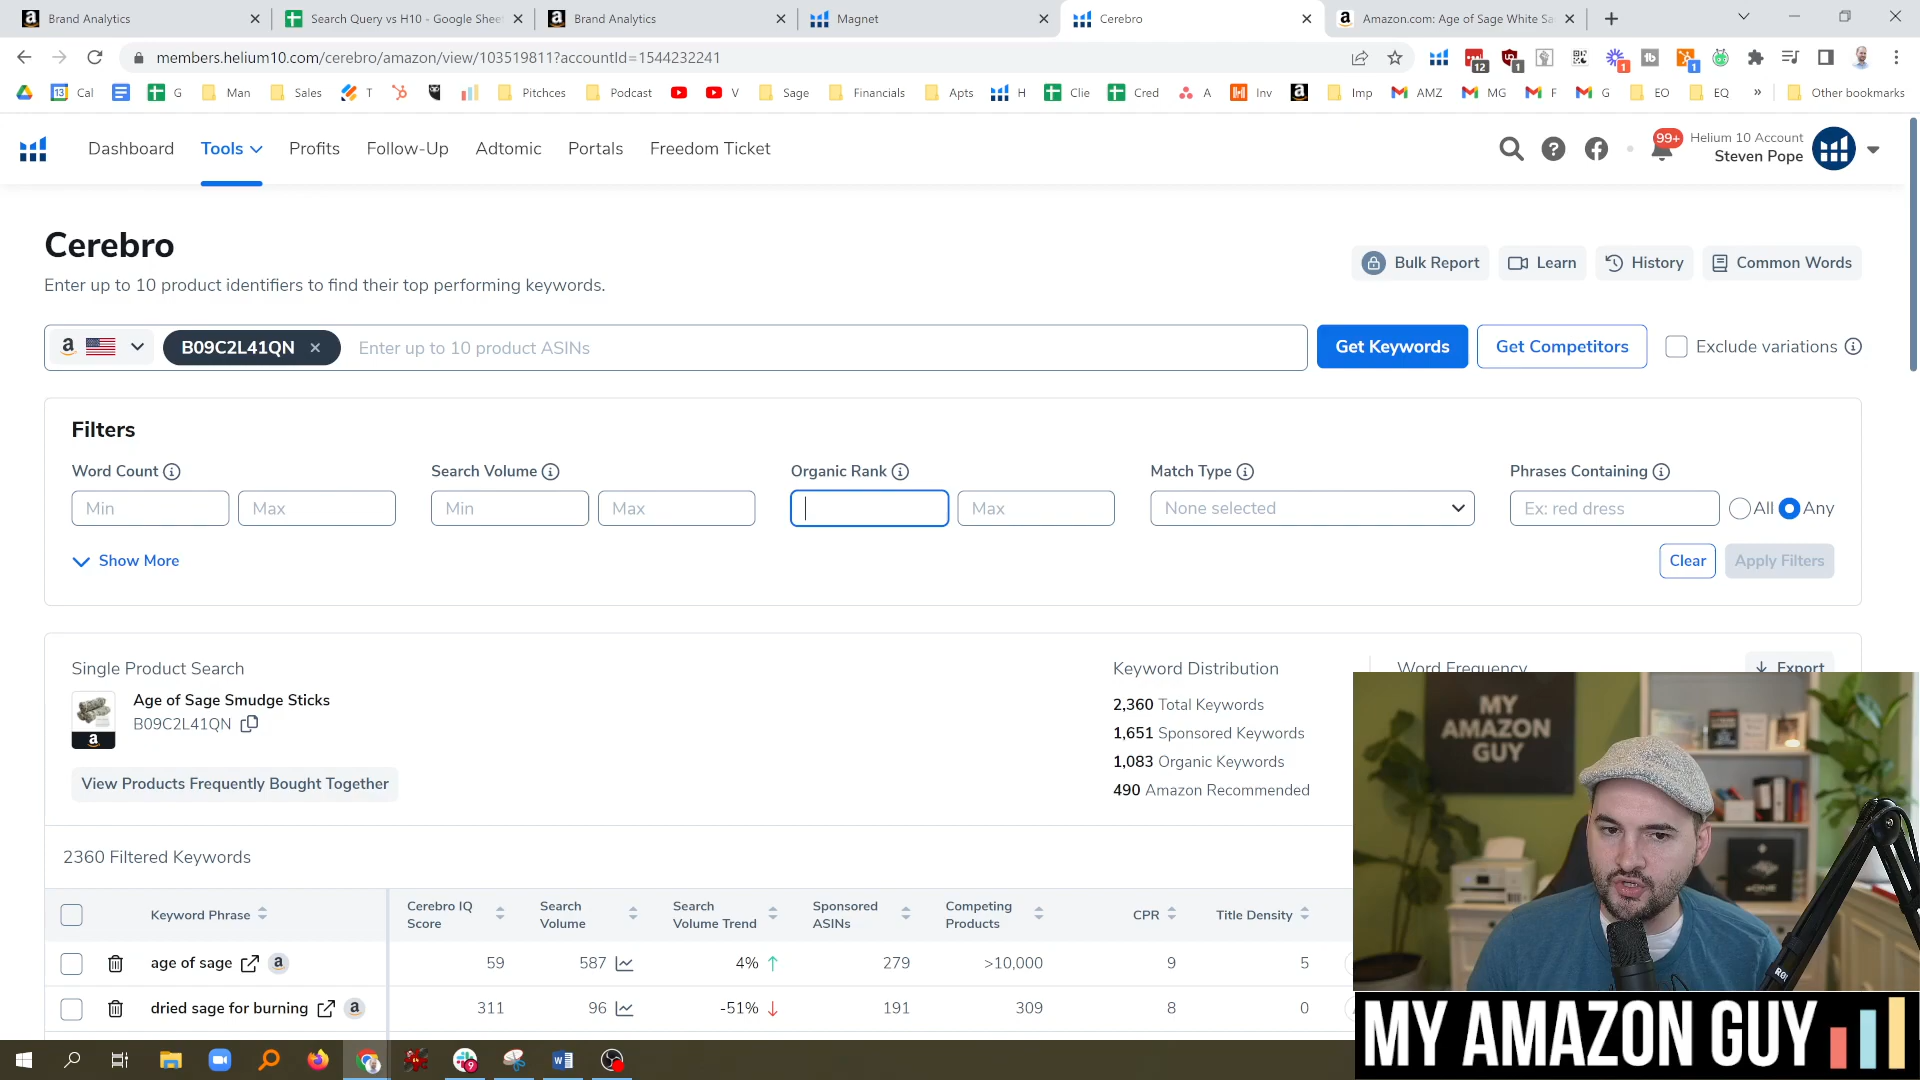 Brand Analytics
Search Query vs H10 - Google Shee
Brand Analytics
Magnet
Cerebro
Amazon.com: Age of Sage White Sa
members.helium10.com/cerebro/amazon/view/103519811?accountId=1544232241
12
1
1
1
13
Cal
G
Man
Sales
T
Pitchces
Podcast
V
Sage
Financials
Apts
H
Clie
Cred
A
Inv
Imp
AMZ
MG
F
G
EO
EQ
»
Other bookmarks
Dashboard
Tools
Profits
Follow-Up
Adtomic
Portals
Freedom Ticket
99+
Helium 10 Account
Steven Pope
Cerebro
Enter up to 10 product identifiers to find their top performing keywords.
Bulk Report
Learn
History
Common Words
B09C2L41QN
Enter up to 10 product ASINs
Get Keywords
Get Competitors
Exclude variations
Filters
Word Count
Search Volume
Organic Rank
Match Type
Phrases Containing
Min
Max
Min
Max
Max
None selected
Ex: red dress
All
Any
Show More
Clear
Apply Filters
Single Product Search
Age of Sage Smudge Sticks
B09C2L41QN
View Products Frequently Bought Together
Keyword Distribution
2,360 Total Keywords
1,651 Sponsored Keywords
1,083 Organic Keywords
490 Amazon Recommended
Word Frequency
Export
2360 Filtered Keywords
Keyword Phrase
Cerebro IQ Score
Search Volume
Search Volume Trend
Sponsored ASINs
Competing Products
CPR
Title Density
age of sage
59
587
4%
279
>10,000
9
5
dried sage for burning
311
96
-51%
191
309
8
0
MY
AMAZON
GUY
MY AMAZON GUY